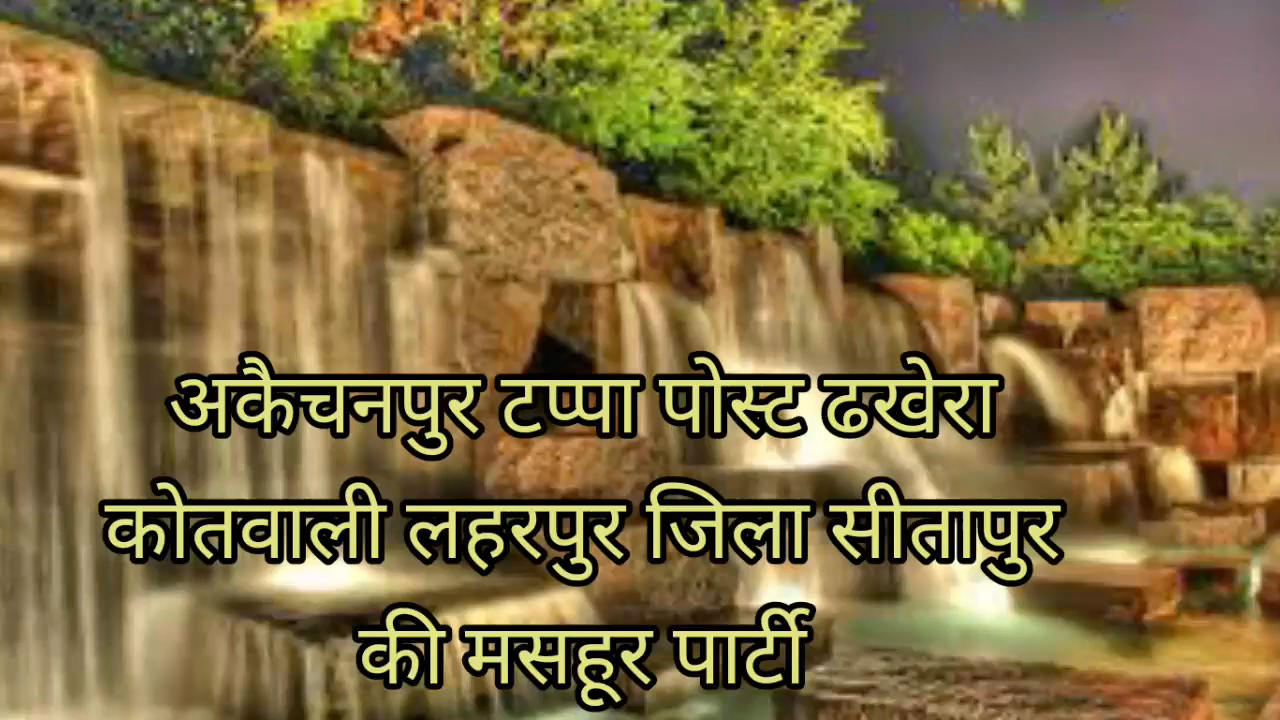 अकैचनपुर टप्पा पोस्ट ढखेरा
कोतवाली लहरपुर जिला सीतापुर
की मसहूर पार्टी